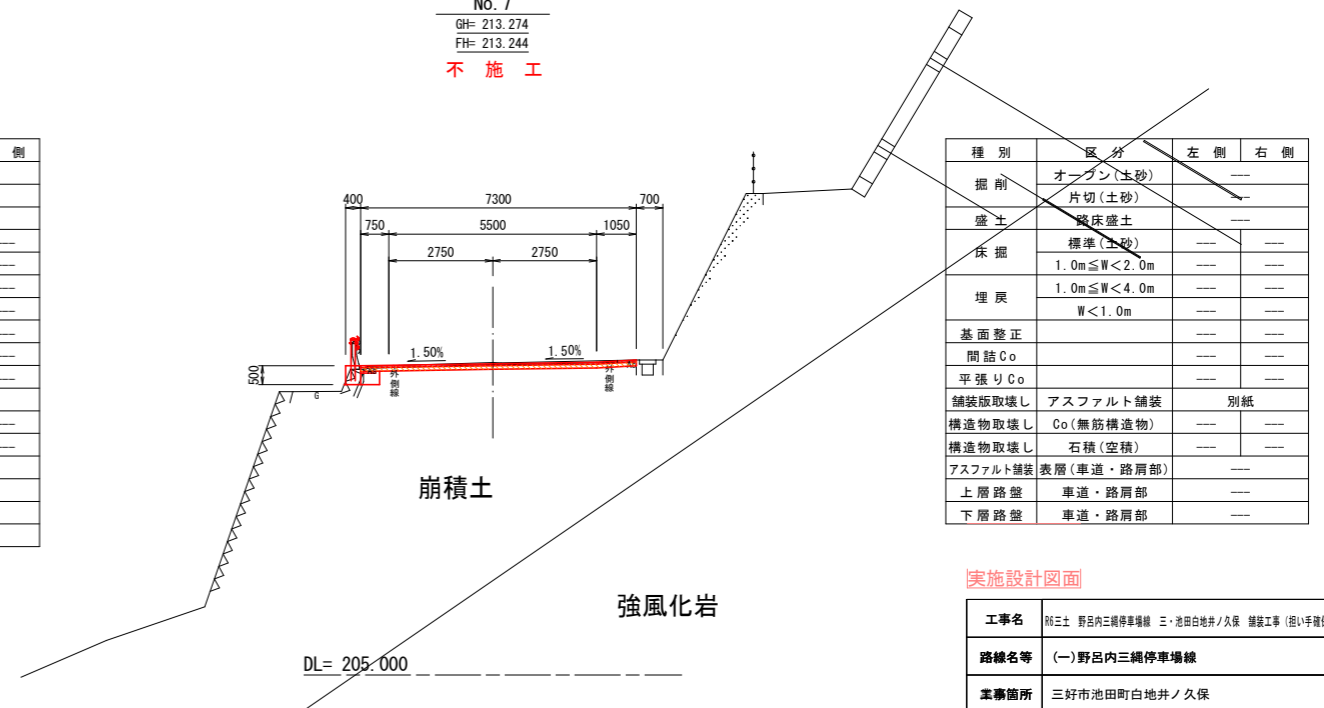 No. 7
GH= 213.274
FH= 213.244
不 施 工
側
---
---
---
---
---
---
---
---
---
400 7300 700
750 5500 1050
2750 2750
1.50% 1.50%
500
外側線
外側線
G
崩積土
強風化岩
DL= 205.000
種 別 区 分 左 側 右 側
掘 削 オープン(土砂) ---
片切(土砂) ---
盛 土 路床盛土 ---
床 掘 標準(土砂) --- ---
1.0m≦W<2.0m --- ---
埋 戻 1.0m≦W<4.0m --- ---
W<1.0m --- ---
基面整正 --- ---
間詰Co --- ---
平張りCo --- ---
舗装版取壊し アスファルト舗装 別紙
構造物取壊し Co(無筋構造物) --- ---
構造物取壊し 石積(空積) --- ---
アスファルト舗装 表層(車道・路肩部) ---
上層路盤 車道・路肩部 ---
下層路盤 車道・路肩部 ---
実施設計図面
工事名 R6三土 野呂内三縄停車場線 三・池田白地井ノ久保 舗装工事(担い手確保
路線名等 (一)野呂内三縄停車場線
業務箇所 三好市池田町白地井ノ久保